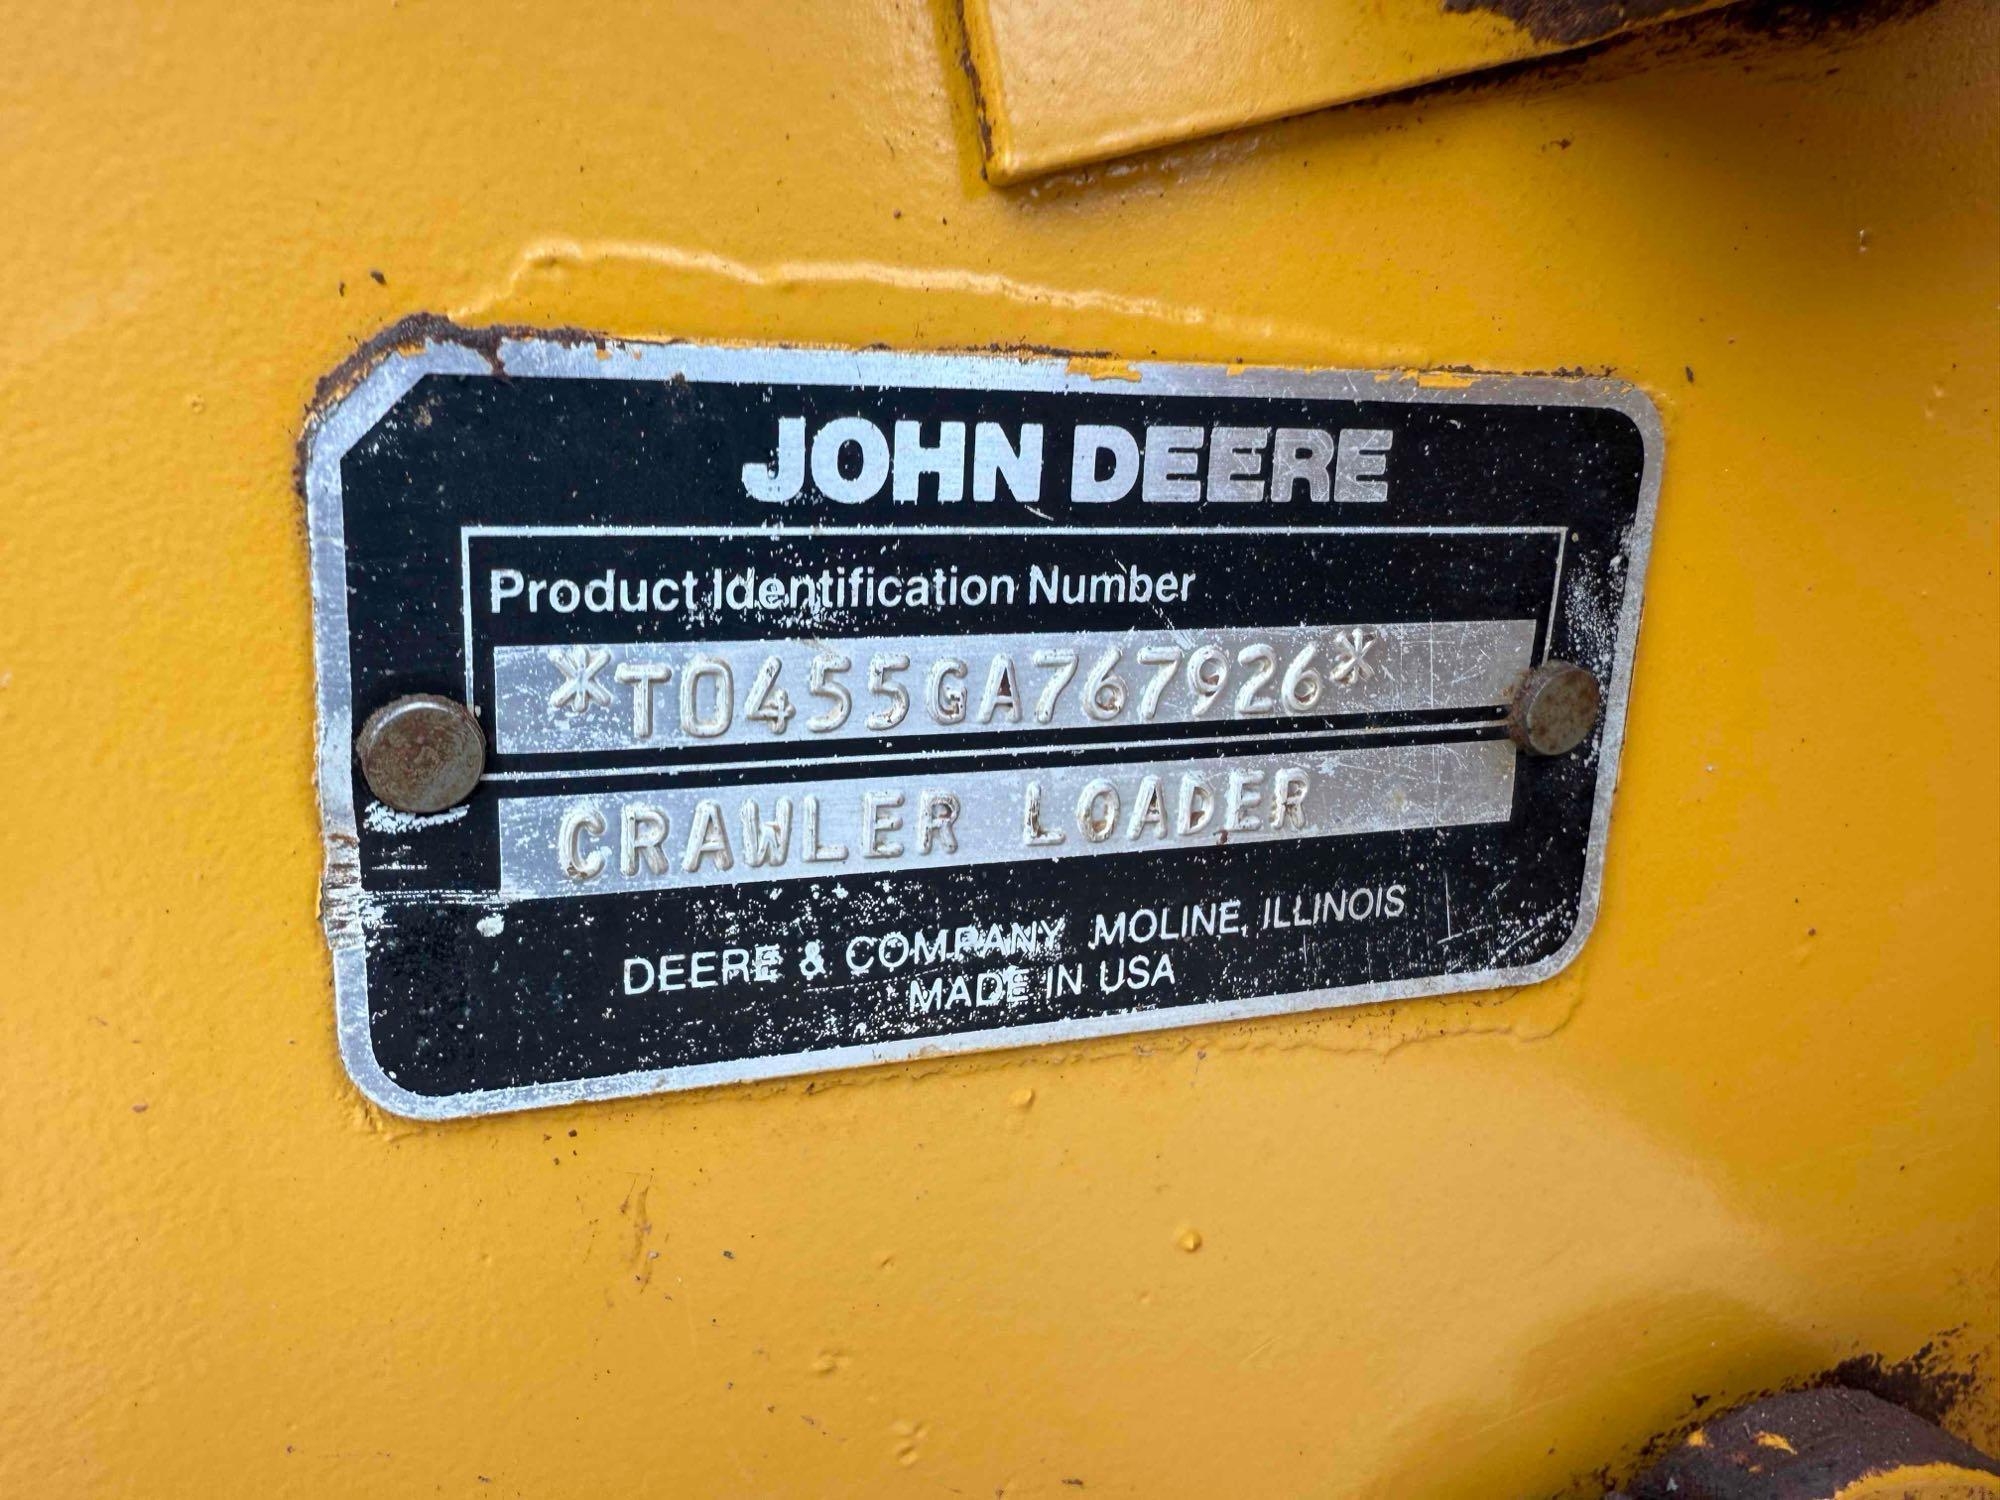 JOHN DEERE
Product Identification Number
*T0455GA767926*
CRAWLER LOADER
DEERE & COMPANY MOLINE, ILLINOIS
MADE IN USA